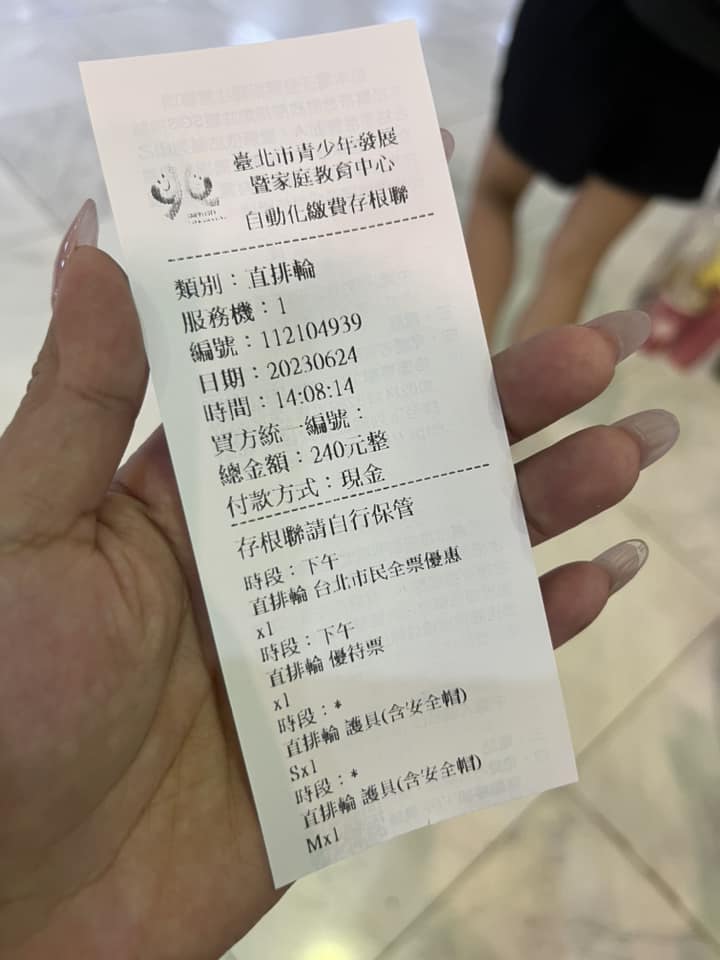 臺北市青少年發展
暨家庭教育中心
自動化繳費存根聯
類別：直排輪
服務機：1
編號：112104939
日期：20230624
時間：14:08:14
買方統一編號：
總金額：240元整
付款方式：現金
存根聯請自行保管
時段：下午
直排輪 台北市民全票優惠
x1
時段：下午
直排輪 優待票
x1
時段：*
直排輪 護具(含安全帽)
Sx1
時段：*
直排輪 護具(含安全帽)
Mx1